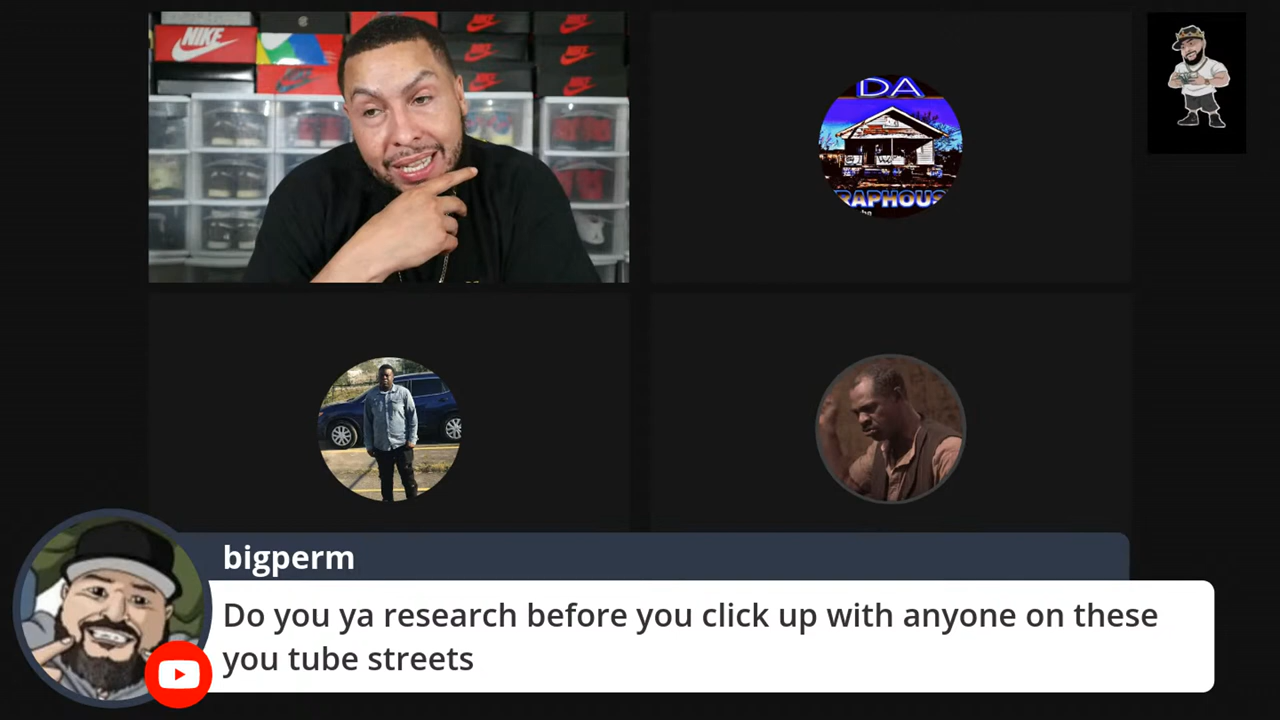 NIKE
DA
RAPHOUS
bigperm
Do you ya research before you click up with anyone on these
you tube streets